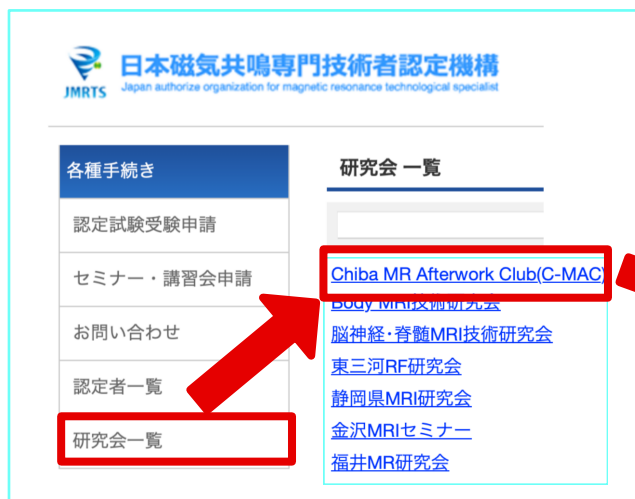 日本磁気共鳴専門技術者認定機構
JMRTS
Japan authorize organization for magnetic resonance technological specialist
各種手続き
認定試験受験申請
セミナー・講習会申請
お問い合わせ
認定者一覧
研究会一覧
研究会 一覧
Chiba MR Afterwork Club(C-MAC)
Body MRI技術研究会
脳神経・脊髄MRI技術研究会
東三河RF研究会
静岡県MRI研究会
金沢MRIセミナー
福井MR研究会